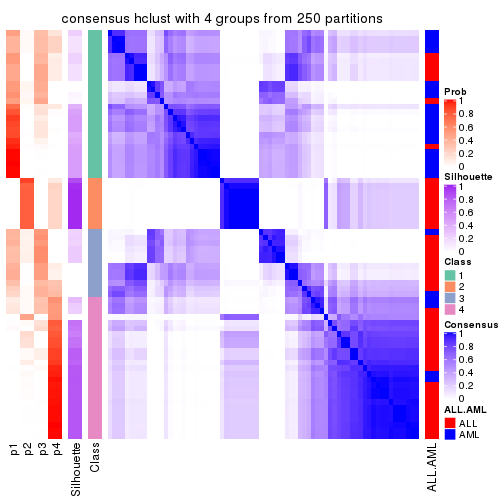 consensus hclust with 4 groups from 250 partitions
Prob
1
0.8
0.6
0.4
0.2
0
Silhouette
1
0.8
0.6
0.4
0.2
0
Class
1
2
3
4
Consensus
1
0.8
0.6
0.4
0.2
0
ALL.AML
ALL
AML
p1
p2
p3
p4
Silhouette
Class
ALL.AML